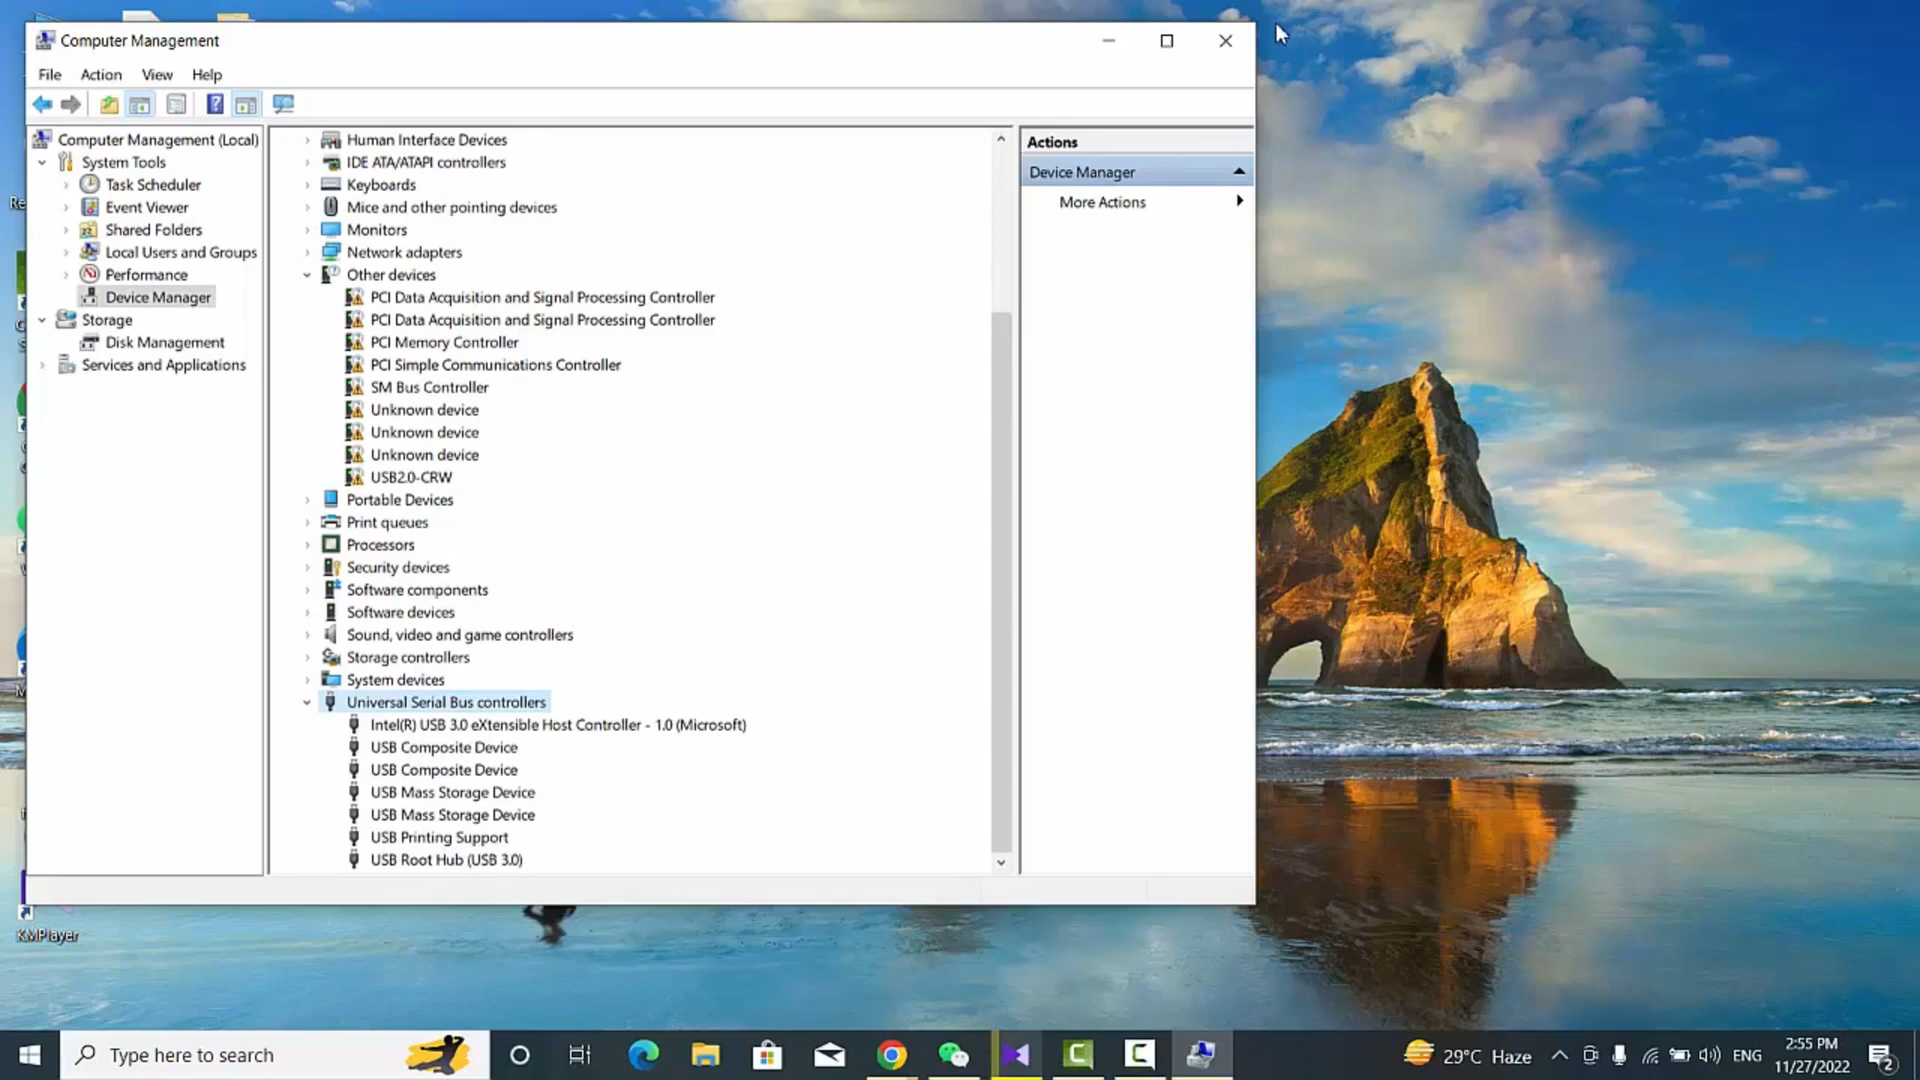 Computer Management
File Action View Help
Computer Management (Local)
System Tools
Task Scheduler
Event Viewer
Shared Folders
Local Users and Groups
Performance
Device Manager
Storage
Disk Management
Services and Applications
Human Interface Devices
IDE ATA/ATAPI controllers
Keyboards
Mice and other pointing devices
Monitors
Network adapters
Other devices
PCI Data Acquisition and Signal Processing Controller
PCI Data Acquisition and Signal Processing Controller
PCI Memory Controller
PCI Simple Communications Controller
SM Bus Controller
Unknown device
Unknown device
Unknown device
USB2.0-CRW
Portable Devices
Print queues
Processors
Security devices
Software components
Software devices
Sound, video and game controllers
Storage controllers
System devices
Universal Serial Bus controllers
Intel(R) USB 3.0 eXtensible Host Controller - 1.0 (Microsoft)
USB Composite Device
USB Composite Device
USB Mass Storage Device
USB Mass Storage Device
USB Printing Support
USB Root Hub (USB 3.0)
Actions
Device Manager
More Actions
KMPlayer
Type here to search
29°C Haze
ENG
2:55 PM
11/27/2022
2